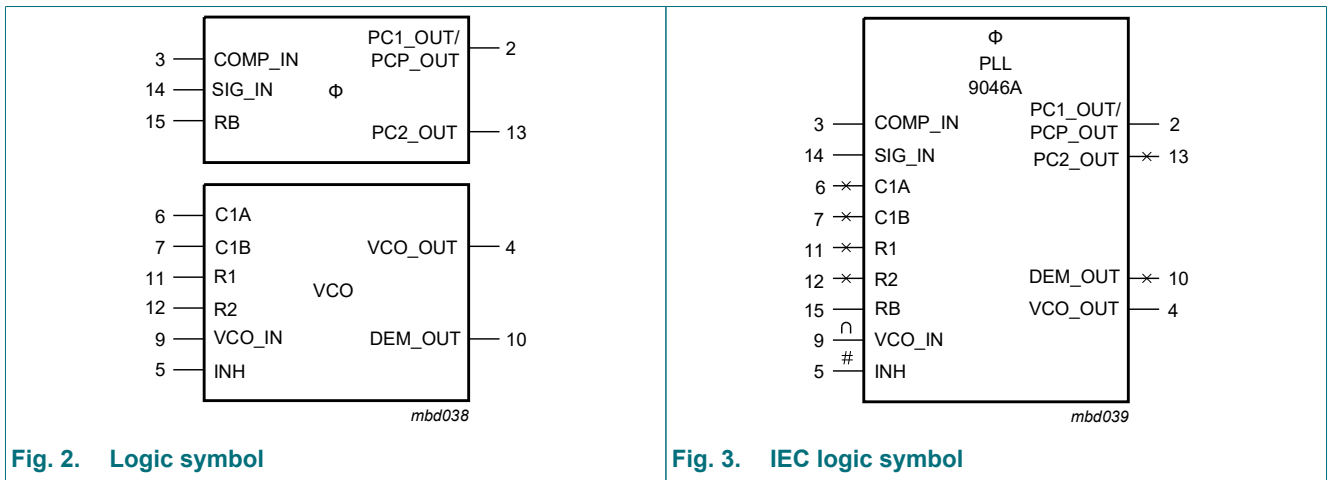 3 COMP_IN PC1_OUT/ 2
PCP_OUT
14 SIG_IN Φ
15 RB
PC2_OUT 13
6 C1A
7 C1B VCO_OUT 4
11 R1
VCO
12 R2
9 VCO_IN DEM_OUT 10
5 INH
mbd038
Fig. 2. Logic symbol
Φ
PLL
9046A
3 COMP_IN PC1_OUT/ 2
PCP_OUT
14 SIG_IN PC2_OUT 13
6 C1A
7 C1B
11 R1
12 R2 DEM_OUT 10
15 RB VCO_OUT 4
∩
9 VCO_IN
#
5 INH
mbd039
Fig. 3. IEC logic symbol